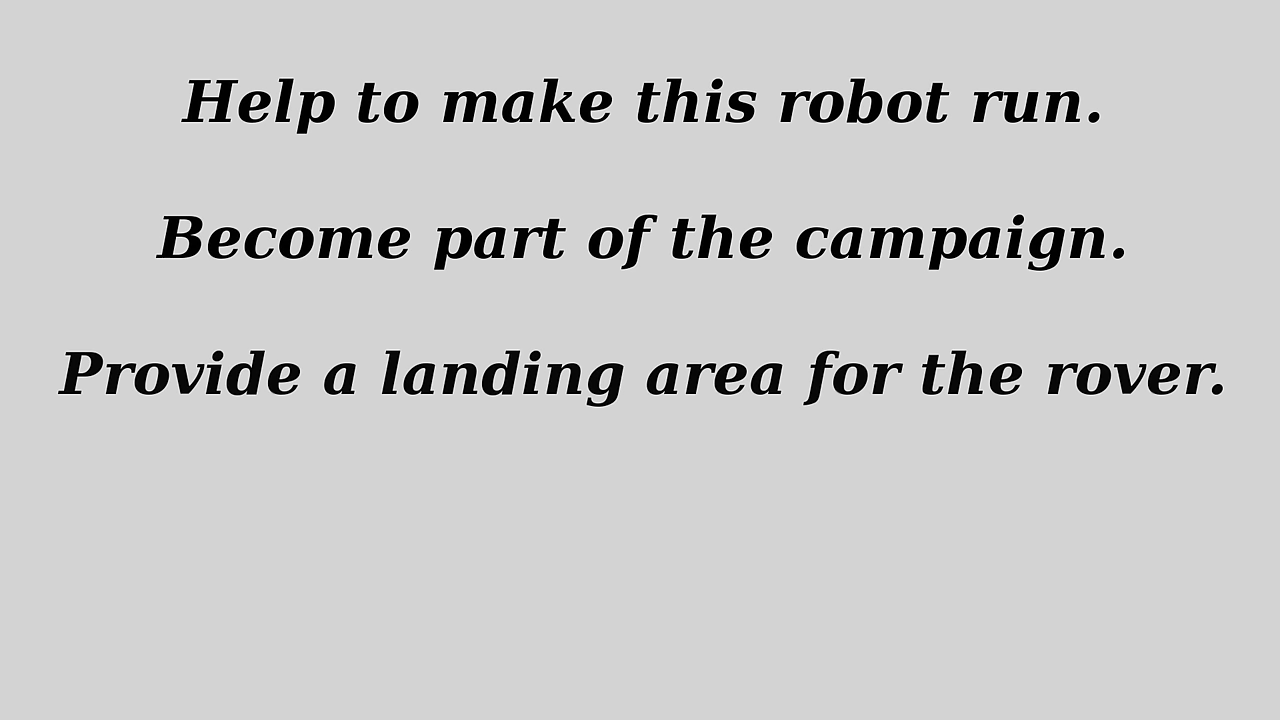 Help to make this robot run.
Become part of the campaign.
Provide a landing area for the rover.